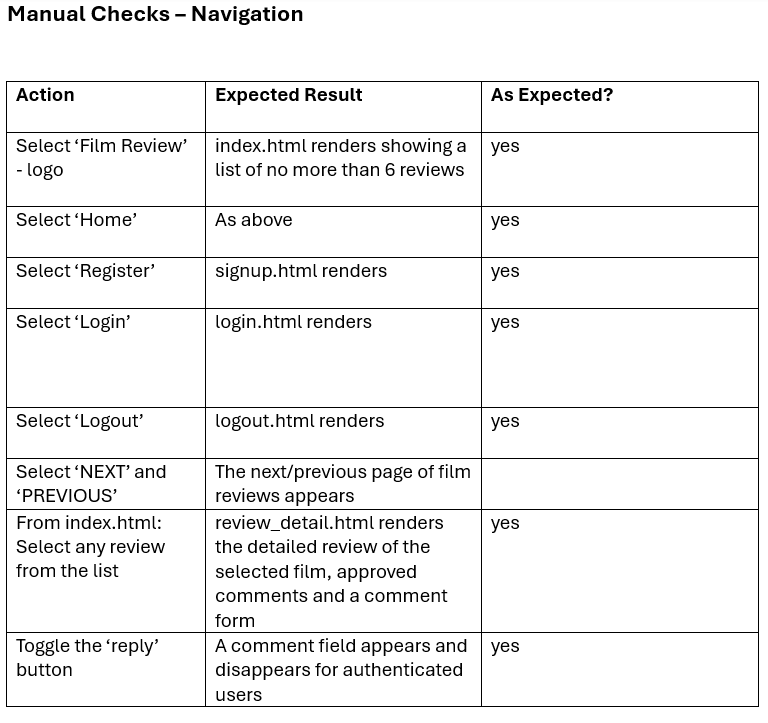 Manual Checks – Navigation
Action
Expected Result
As Expected?
Select ‘Film Review’
- logo
index.html renders showing a
list of no more than 6 reviews
yes
Select ‘Home’
As above
yes
Select ‘Register’
signup.html renders
yes
Select ‘Login’
login.html renders
yes
Select ‘Logout’
logout.html renders
yes
Select ‘NEXT’ and
‘PREVIOUS’
The next/previous page of film
reviews appears
From index.html:
Select any review
from the list
review_detail.html renders
the detailed review of the
selected film, approved
comments and a comment
form
yes
Toggle the ‘reply’
button
A comment field appears and
disappears for authenticated
users
yes